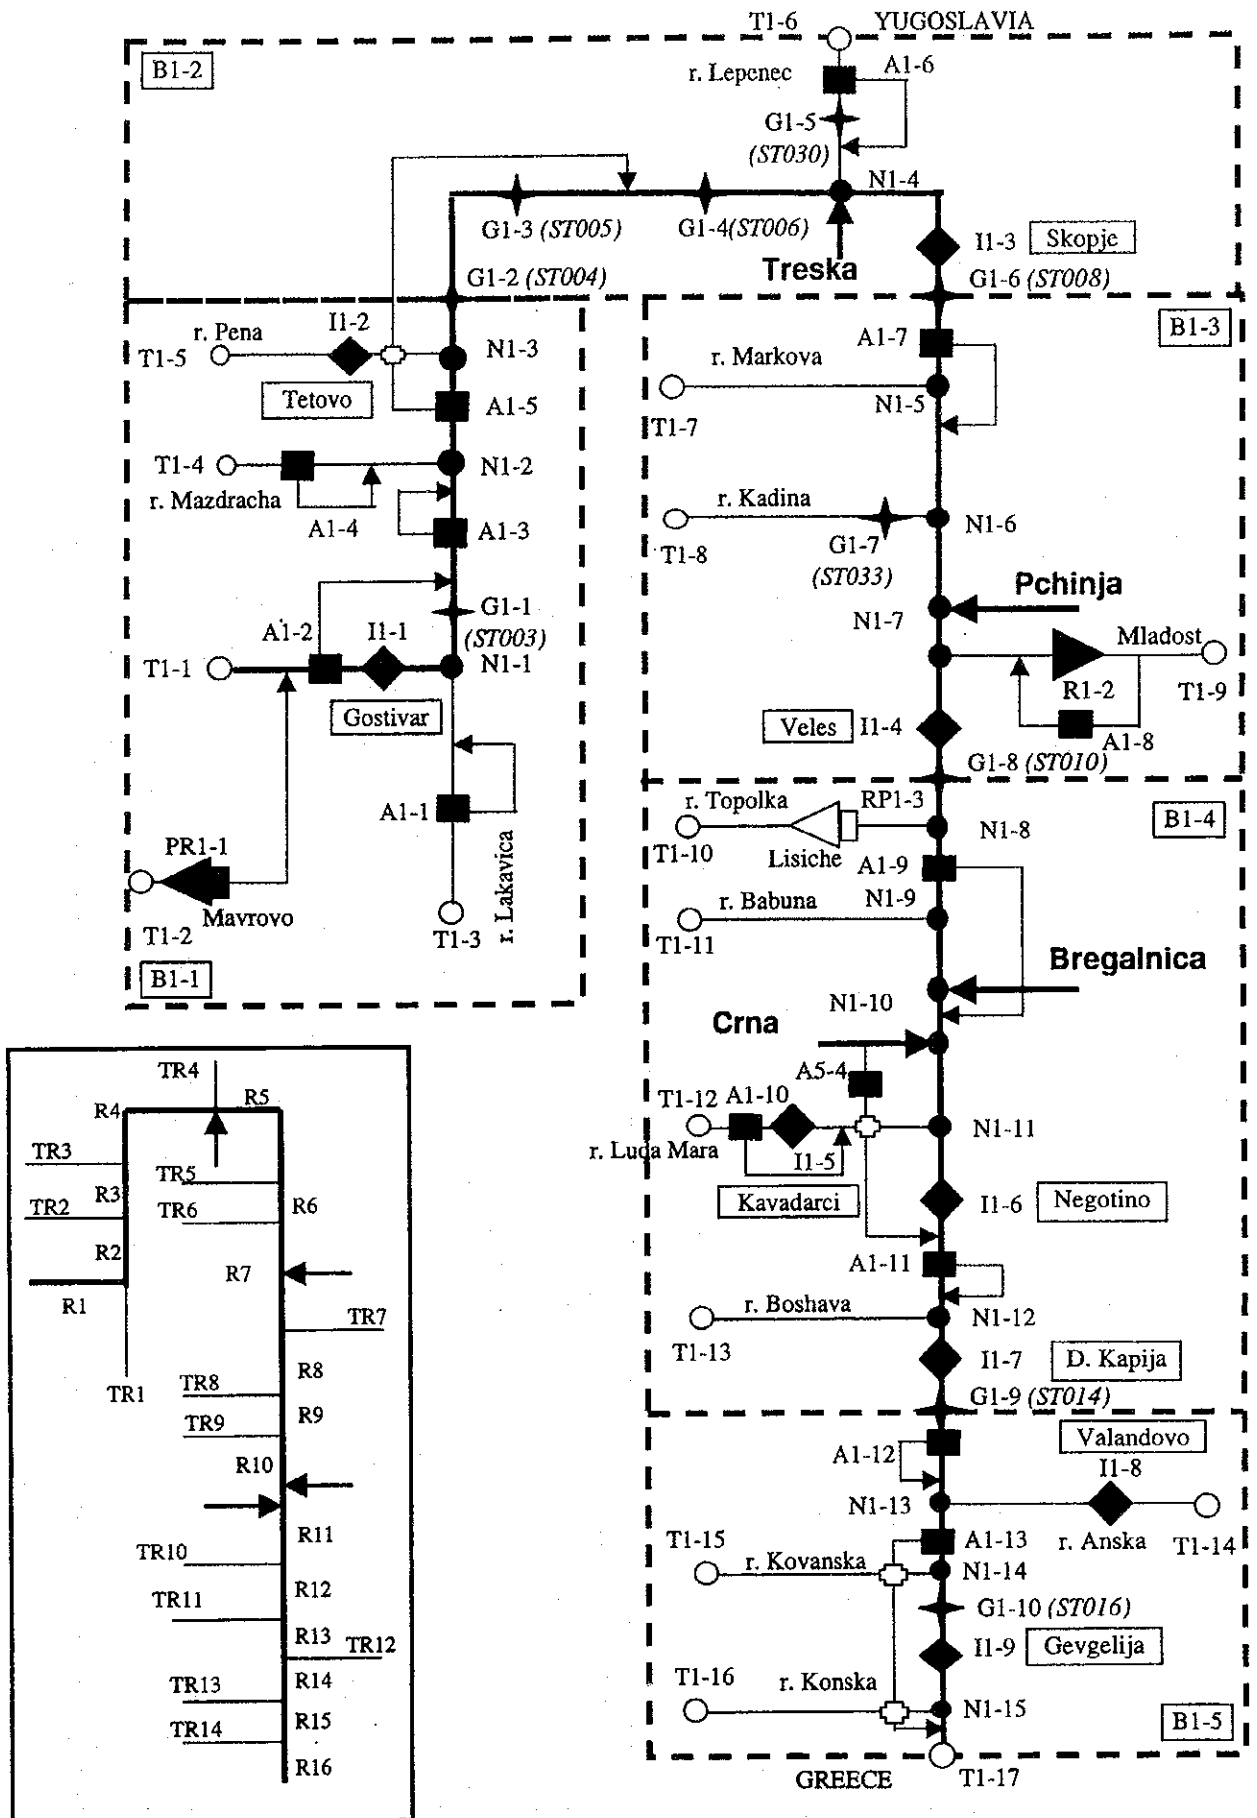 T1-6 YUGOSLAVIA
B1-2
r. Lepenec A1-6
G1-5
(ST030)
N1-4
G1-3 (ST005) G1-4(ST006)
I1-3 Skopje
Treska
G1-2 (ST004) G1-6 (ST008)
r. Pena I1-2
T1-5 N1-3
Tetovo A1-5
T1-4 N1-2
r. Mazdracha
A1-4 A1-3
G1-1
A1-2 I1-1 (ST003)
T1-1 N1-1
Gostivar
A1-1
r. Lakavica
PR1-1
Mavrovo
T1-2 T1-3
B1-1
B1-3
A1-7
r. Markova
N1-5
T1-7
r. Kadina
N1-6
T1-8 G1-7
(ST033)
Pchinja
N1-7
Mladost
R1-2 T1-9
Veles I1-4
A1-8
G1-8 (ST010)
r. Topolka RP1-3 B1-4
N1-8
T1-10 Lisiche A1-9
r. Babuna N1-9
T1-11
Bregalnica
N1-10
Crna
A5-4
T1-12 A1-10
N1-11
r. Luda Mara I1-5
Kavadarci I1-6 Negotino
A1-11
r. Boshava N1-12
T1-13
I1-7 D. Kapija
G1-9 (ST014)
Valandovo
A1-12
I1-8
N1-13
T1-15 A1-13 r. Anska T1-14
r. Kovanska N1-14
G1-10 (ST016)
I1-9 Gevgelija
T1-16
r. Konska N1-15
B1-5
GREECE T1-17
TR4
R4 R5
TR3
TR5
R3
TR2 TR6 R6
R2
R7
R1
TR7
TR1 TR8 R8
TR9 R9
R10
R11
TR10
R12
TR11
R13 TR12
TR13 R14
TR14 R15
R16